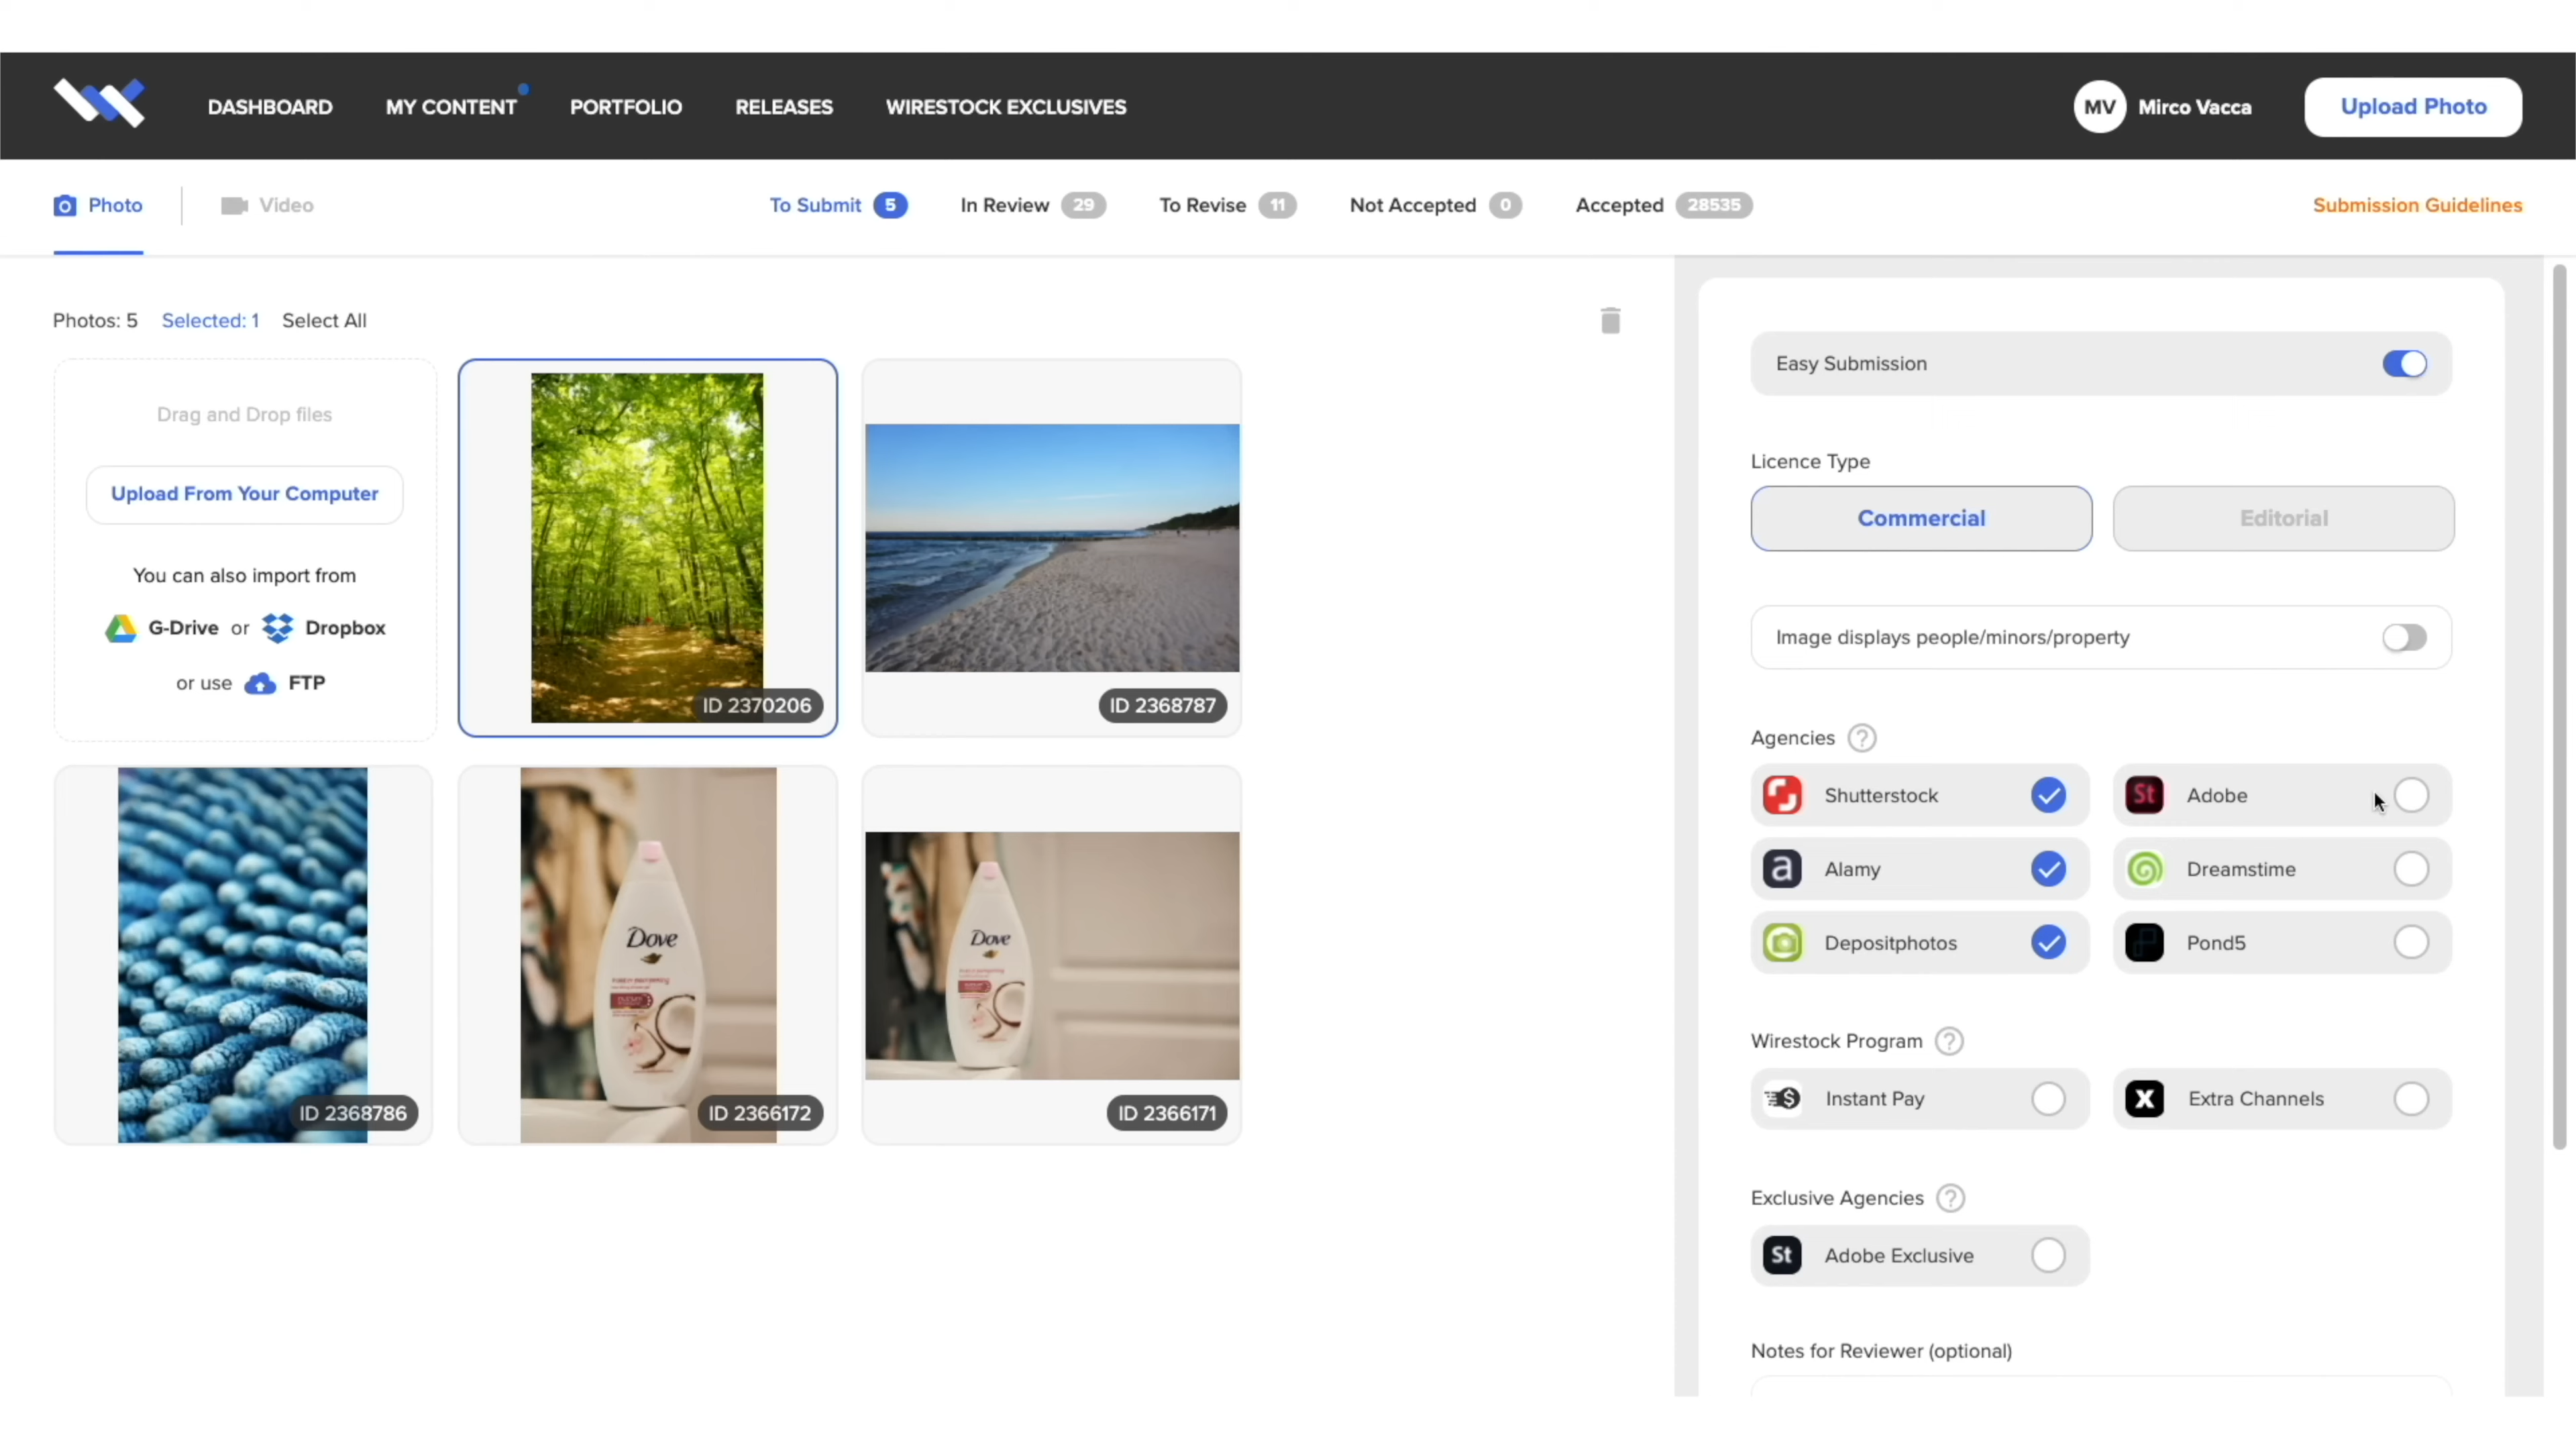 DASHBOARD MY CONTENT PORTFOLIO RELEASES WIRESTOCK EXCLUSIVES MV Mirco Vacca Upload Photo
Photo Video To Submit 5 In Review 29 To Revise 11 Not Accepted 0 Accepted 28535 Submission Guidelines
Photos: 5 Selected: 1 Select All
Drag and Drop files
Upload From Your Computer
You can also import from
G-Drive or Dropbox
or use FTP
ID 2370206
ID 2368787
ID 2368786
Dove
ID 2366172
Dove
ID 2366171
Easy Submission
Licence Type
Commercial Editorial
Image displays people/minors/property
Agencies ?
Shutterstock St Adobe
a Alamy Dreamstime
Depositphotos Pond5
Wirestock Program ?
$ Instant Pay X Extra Channels
Exclusive Agencies ?
St Adobe Exclusive
Notes for Reviewer (optional)